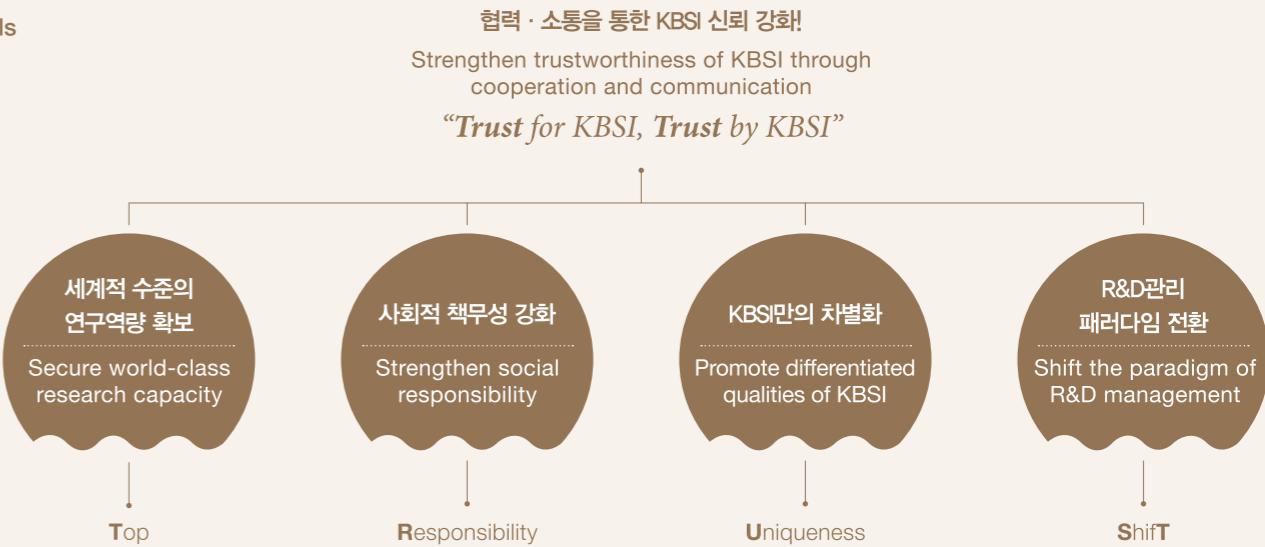 협력 · 소통을 통한 KBSI 신뢰 강화!
Strengthen trustworthiness of KBSI through
cooperation and communication
“Trust for KBSI, Trust by KBSI”
세계적 수준의
연구역량 확보
Secure world-class
research capacity
사회적 책무성 강화
Strengthen social
responsibility
KBSI만의 차별화
Promote differentiated
qualities of KBSI
R&D관리
패러다임 전환
Shift the paradigm of
R&D management
Top
Responsibility
Uniqueness
ShifT